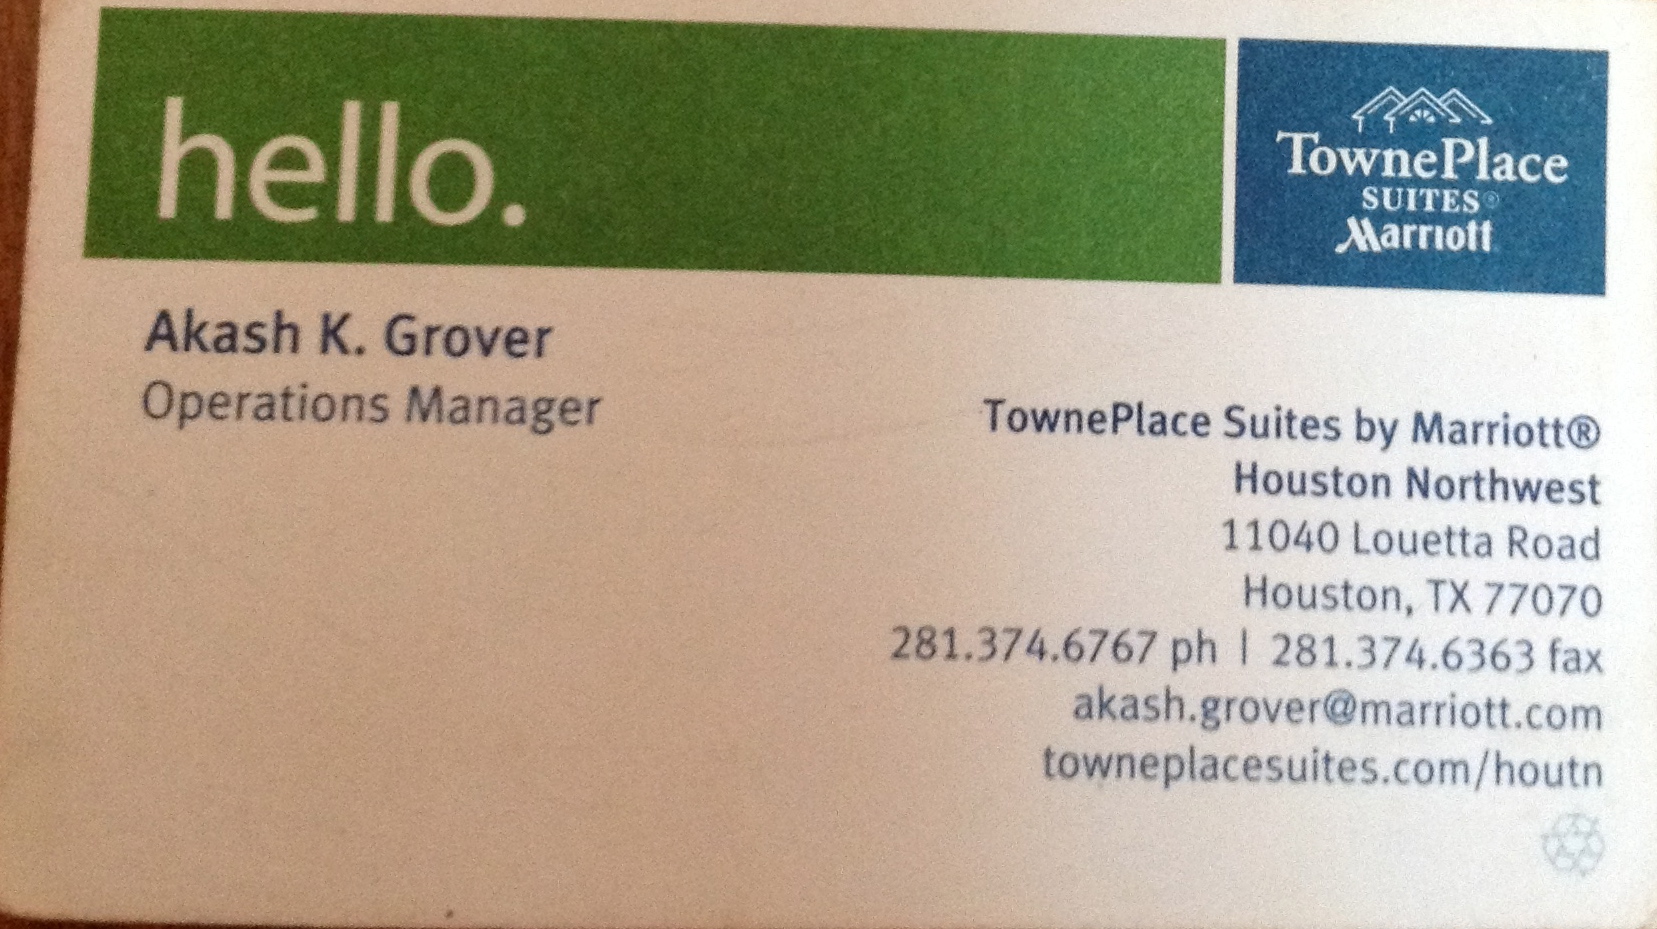 hello.
TownePlace
SUITES®
Marriott
Akash K. Grover
Operations Manager
TownePlace Suites by Marriott®
Houston Northwest
11040 Louetta Road
Houston, TX 77070
281.374.6767 ph | 281.374.6363 fax
akash.grover@marriott.com
towneplacesuites.com/houtn